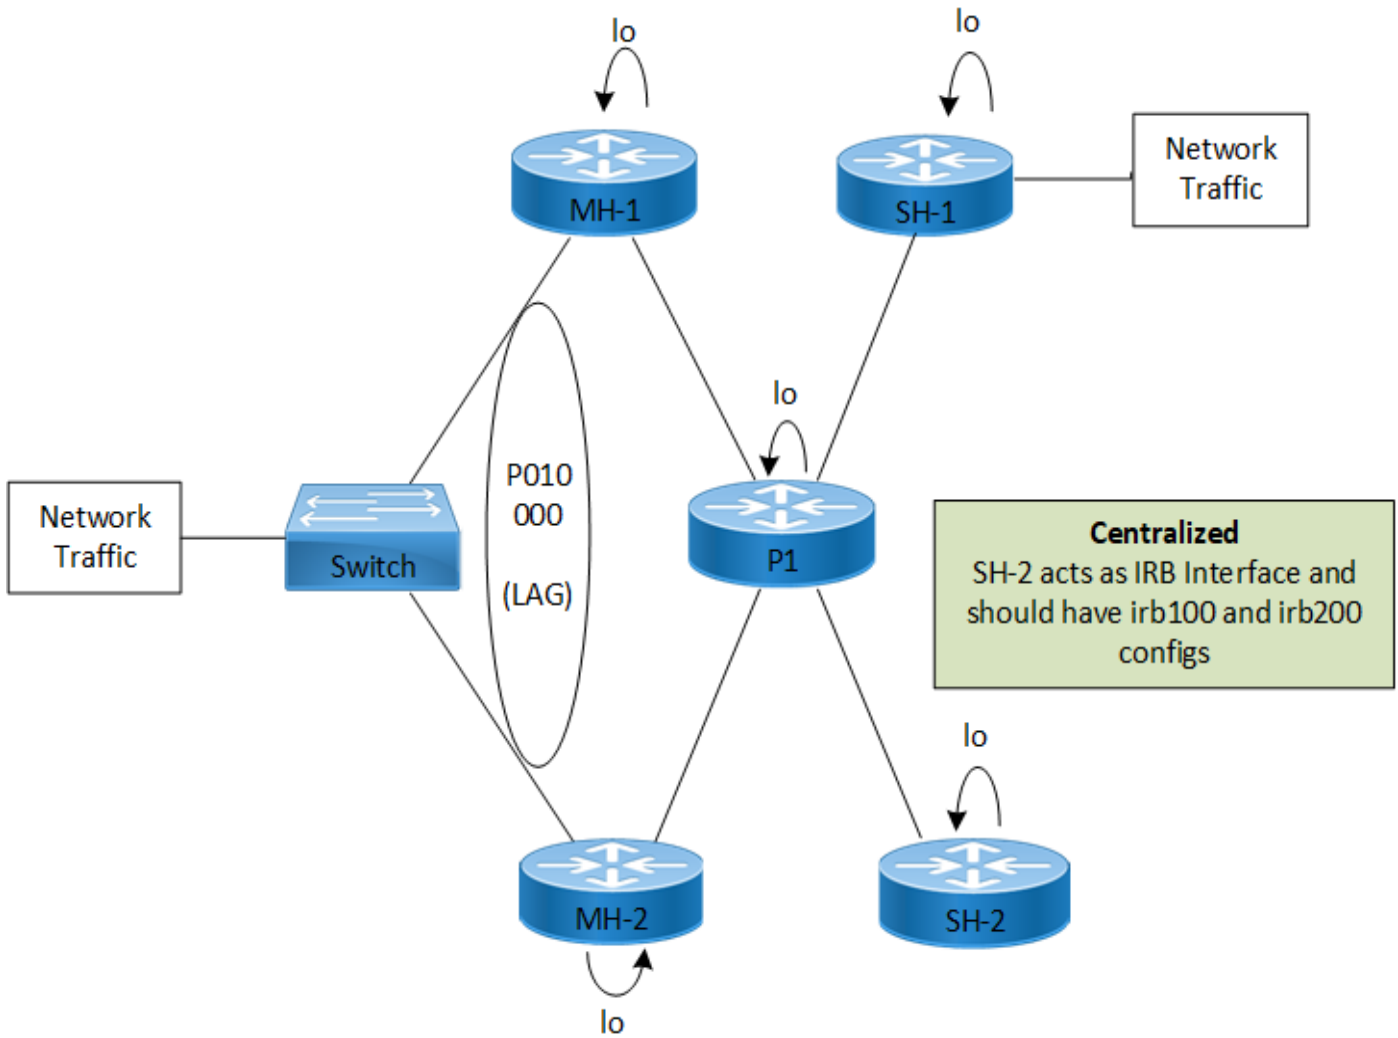 lo
lo
MH-1
SH-1
Network
Traffic
lo
P010
000
(LAG)
Network
Traffic
Switch
P1
Centralized
SH-2 acts as IRB Interface and
should have irb100 and irb200
configs
lo
MH-2
SH-2
lo